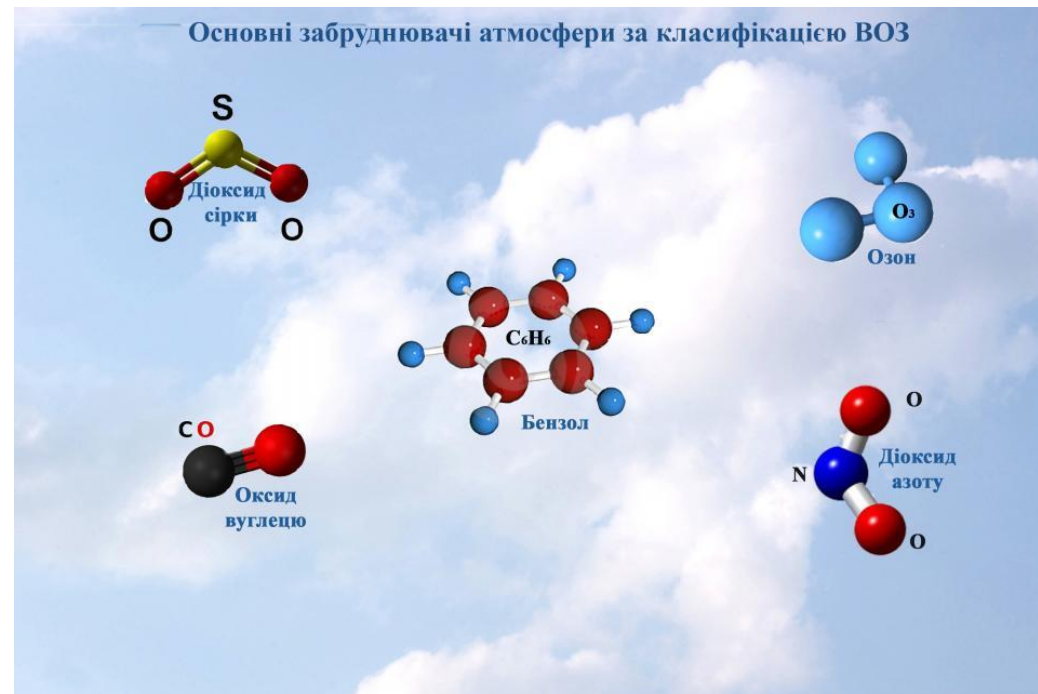 Основні забруднювачі атмосфери за класифікацією ВОЗ
S
Діоксид
сірки
O
O
O₃
Озон
C₆H₆
Бензол
CO
Оксид
вуглецю
O
N
Діоксид
азоту
O